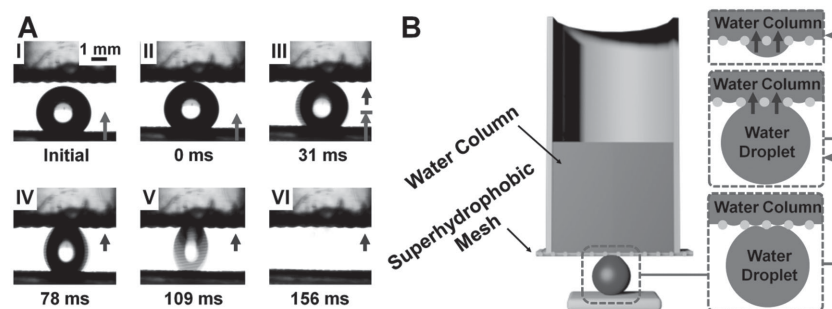 A
I
1 mm
II
III
Initial
0 ms
31 ms
IV
V
VI
78 ms
109 ms
156 ms
B
Water Column
Superhydrophobic
Mesh
Water Column
Water Column
Water
Droplet
Water Column
Water
Droplet